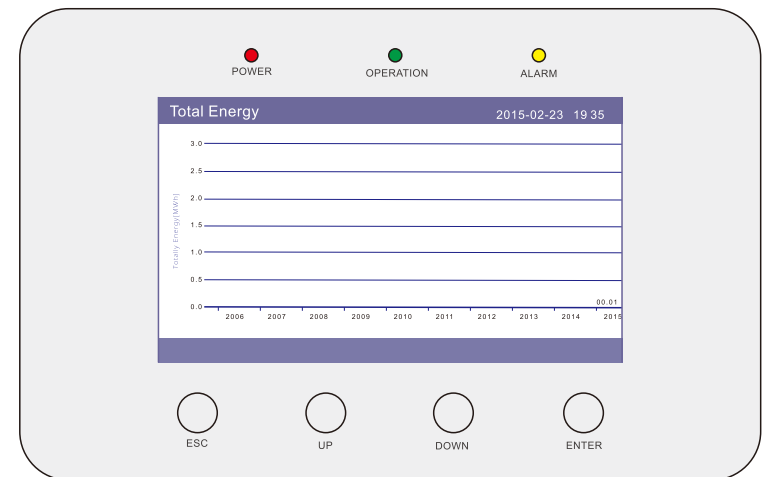 POWER
OPERATION
ALARM
Total Energy
2015-02-23 19 35
Totally Energy[MWh]
3.0
2.5
2.0
1.5
1.0
0.5
0.0
00.01
2006 2007 2008 2009 2010 2011 2012 2013 2014 2015
ESC
UP
DOWN
ENTER